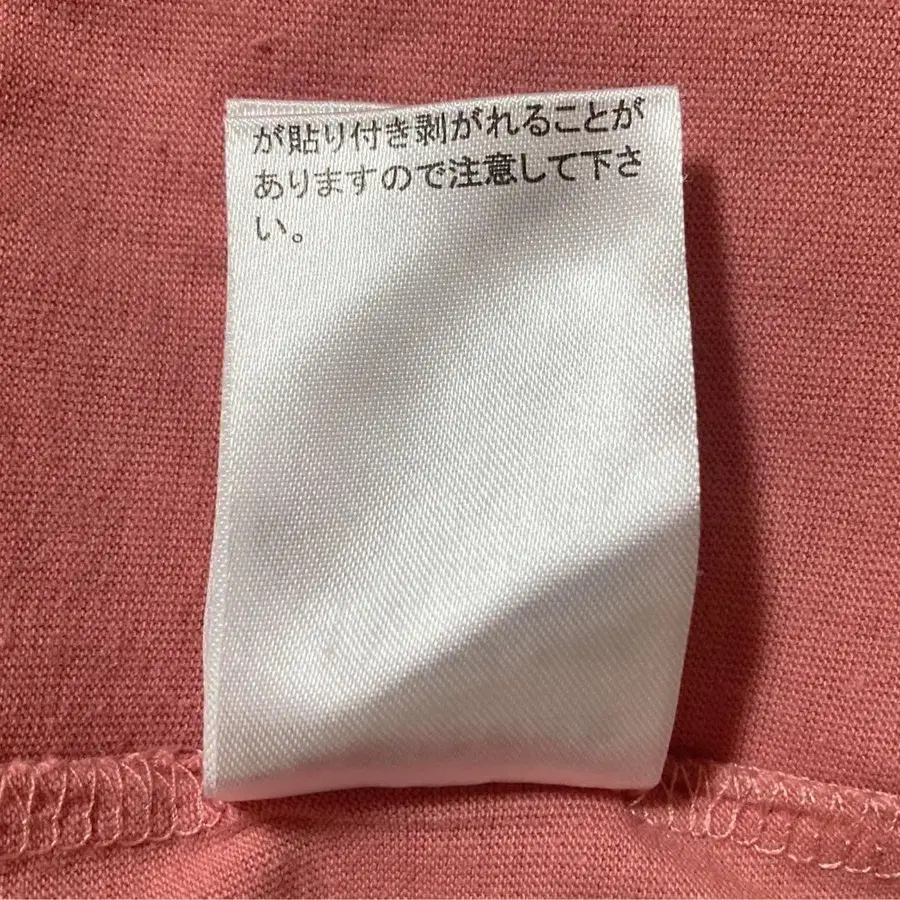 が貼り付き剥がれることが
ありますので注意して下さ
い。